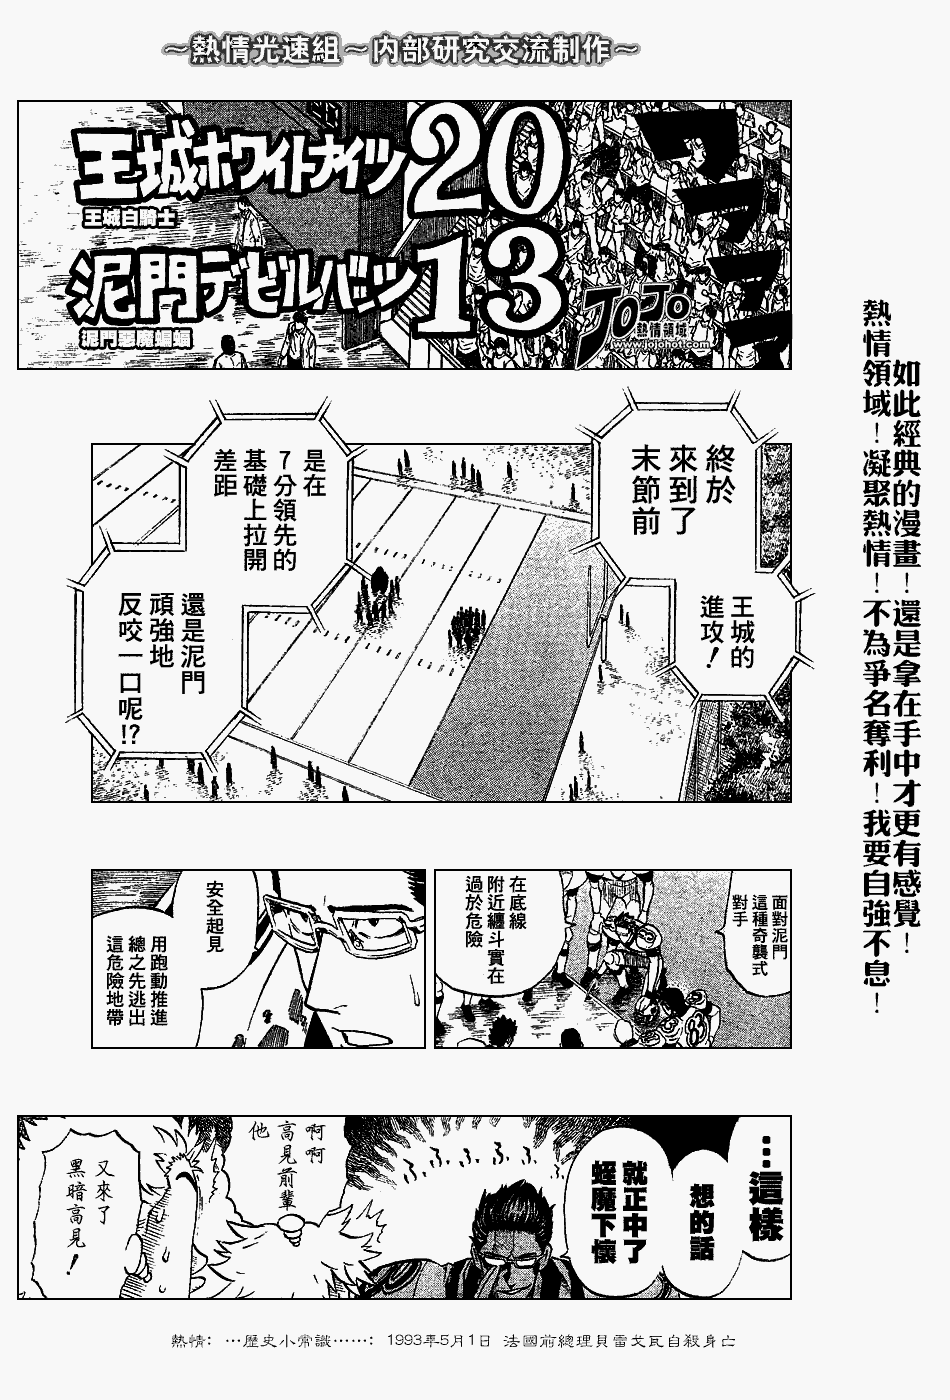 ～熱情光速組～内部研究交流制作～
王城ホワイトナイツ 20
王城白騎士
泥門デビルバッツ 13
泥門惡魔蝙蝠
ワァ
ワァ
ワァ
JoJo
熱情領域
www.jojohot.com
終於
來到了
末節前
王城的
進攻！
是在
7分領先的
基礎上拉開
差距
還是泥門
頑強地
反咬一口呢!?
面對泥門
這種奇襲式
對手
在底線
附近纏斗實在
過於危險
安全起見
用跑動推進
總之先逃出
這危險地帶
…這樣
想的話
就正中了
蛭魔下懷
ふふふふふ
啊啊
高見前輩
他
又來了
黑暗高見！
如此經典的漫畫！還是拿在手中才更有感覺！
熱情領域！凝聚熱情！不為爭名奪利！我要自強不息！
熱情：…歷史小常識……：1993年5月1日 法國前總理貝雷戈瓦自殺身亡